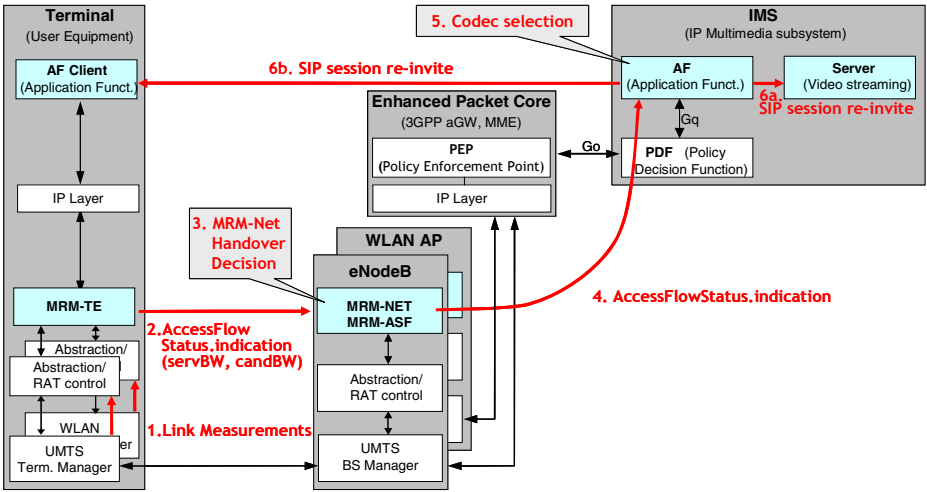 Terminal
(User Equipment)
AF Client
(Application Funct.)
IP Layer
MRM-TE
Abstraction/
Abstraction/
RAT control
WLAN
UMTS
Term. Manager
5. Codec selection
6b. SIP session re-invite
Enhanced Packet Core
(3GPP aGW, MME)
PEP
(Policy Enforcement Point)
IP Layer
Go
IMS
(IP Multimedia subsystem)
AF
(Application Funct.)
Server
(Video streaming)
6a.
SIP session re-invite
Gq
PDF (Policy
Decision Function)
3. MRM-Net
Handover
Decision
WLAN AP
eNodeB
MRM-NET
MRM-ASF
Abstraction/
RAT control
UMTS
BS Manager
2.AccessFlow
Status.indication
(servBW, candBW)
4. AccessFlowStatus.indication
1.Link Measurements